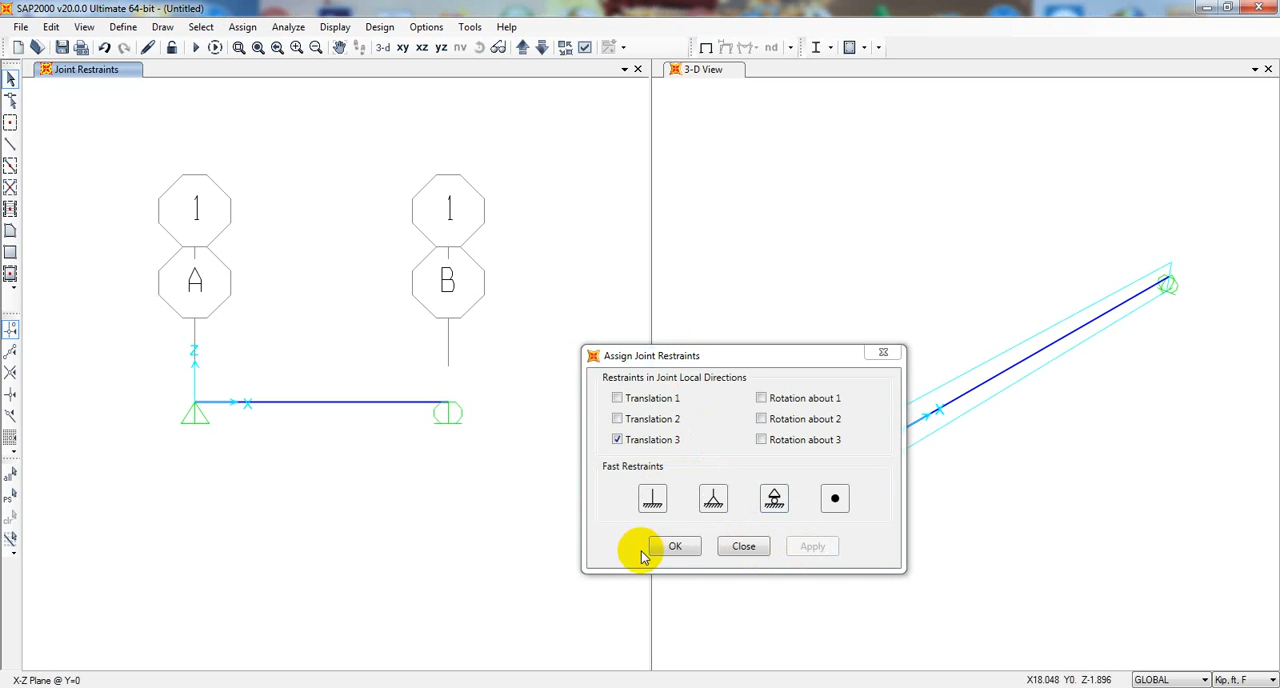 SAP2000 v20.0.0 Ultimate 64-bit - (Untitled)
File Edit View Define Draw Select Assign Analyze Display Design Options Tools Help
3-d xy xz yz nv nd
Joint Restraints
3-D View
1 1
A B
Z
X
X
Assign Joint Restraints
Restraints in Joint Local Directions
Translation 1 Rotation about 1
Translation 2 Rotation about 2
Translation 3 Rotation about 3
Fast Restraints
OK Close Apply
all
PS
clr
X-Z Plane @ Y=0 X18.048 Y0. Z-1.896 GLOBAL Kip, ft, F